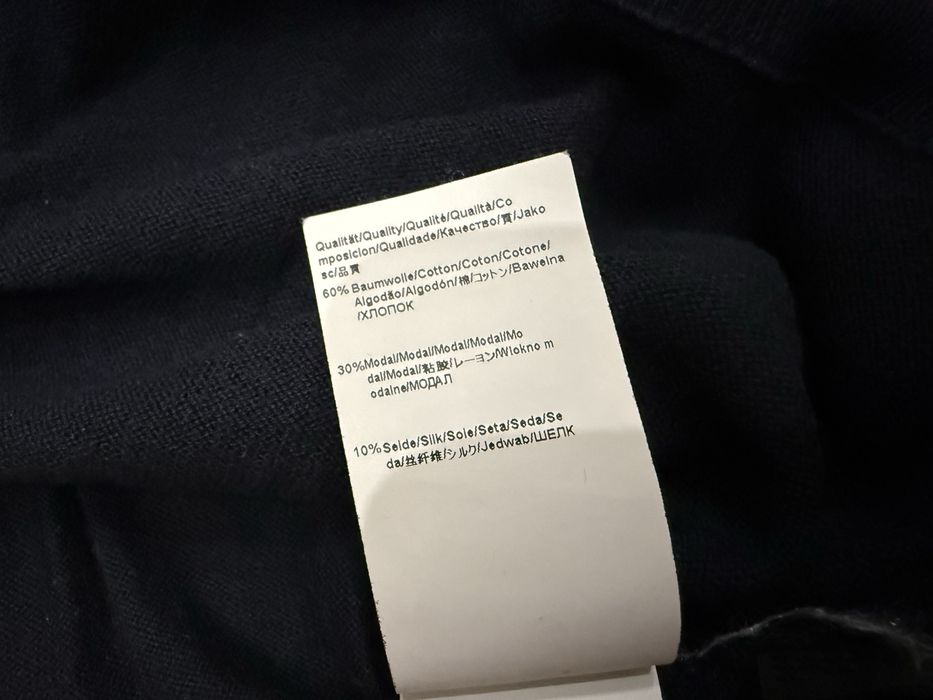 Qualität/Quality/Qualité/Qualità/Co
mposicion/Qualidade/Качество/質/Jako
sc/品質
60% Baumwolle/Cotton/Coton/Cotone/
Algodão/Algodón/棉/コットン/Bawelna
/ХЛОПОК
30%Modal/Modal/Modal/Modal/Mo
dal/Modal/粘胶/レーヨン/Wlokno m
odalne/МОДАЛ
10%Seide/Silk/Soie/Seta/Seda/Se
da/丝纤维/シルク/Jedwab/ШЕЛК